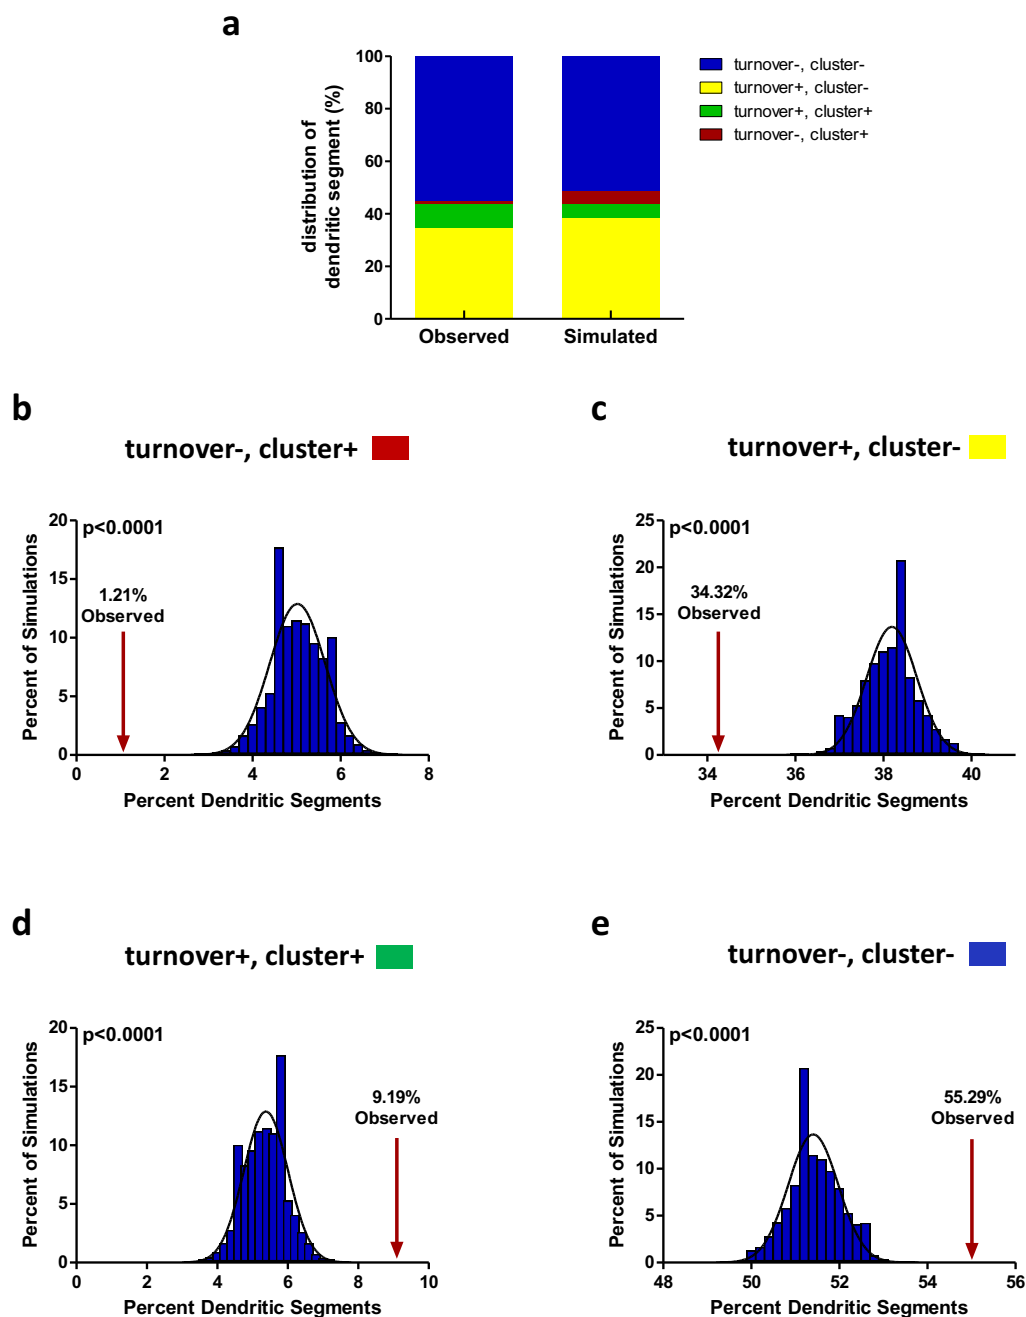 a
distribution of
dendritic segment (%)
100
80
60
40
20
0
Observed
Simulated
turnover-, cluster-
turnover+, cluster-
turnover+, cluster+
turnover-, cluster+
b
turnover-, cluster+
Percent of Simulations
20
15
10
5
0
p<0.0001
1.21%
Observed
0 2 4 6 8
Percent Dendritic Segments
c
turnover+, cluster-
Percent of Simulations
25
20
15
10
5
0
p<0.0001
34.32%
Observed
34 36 38 40
Percent Dendritic Segments
d
turnover+, cluster+
Percent of Simulations
20
15
10
5
0
p<0.0001
9.19%
Observed
0 2 4 6 8 10
Percent Dendritic Segments
e
turnover-, cluster-
Percent of Simulations
25
20
15
10
5
0
p<0.0001
55.29%
Observed
48 50 52 54 56
Percent Dendritic Segments